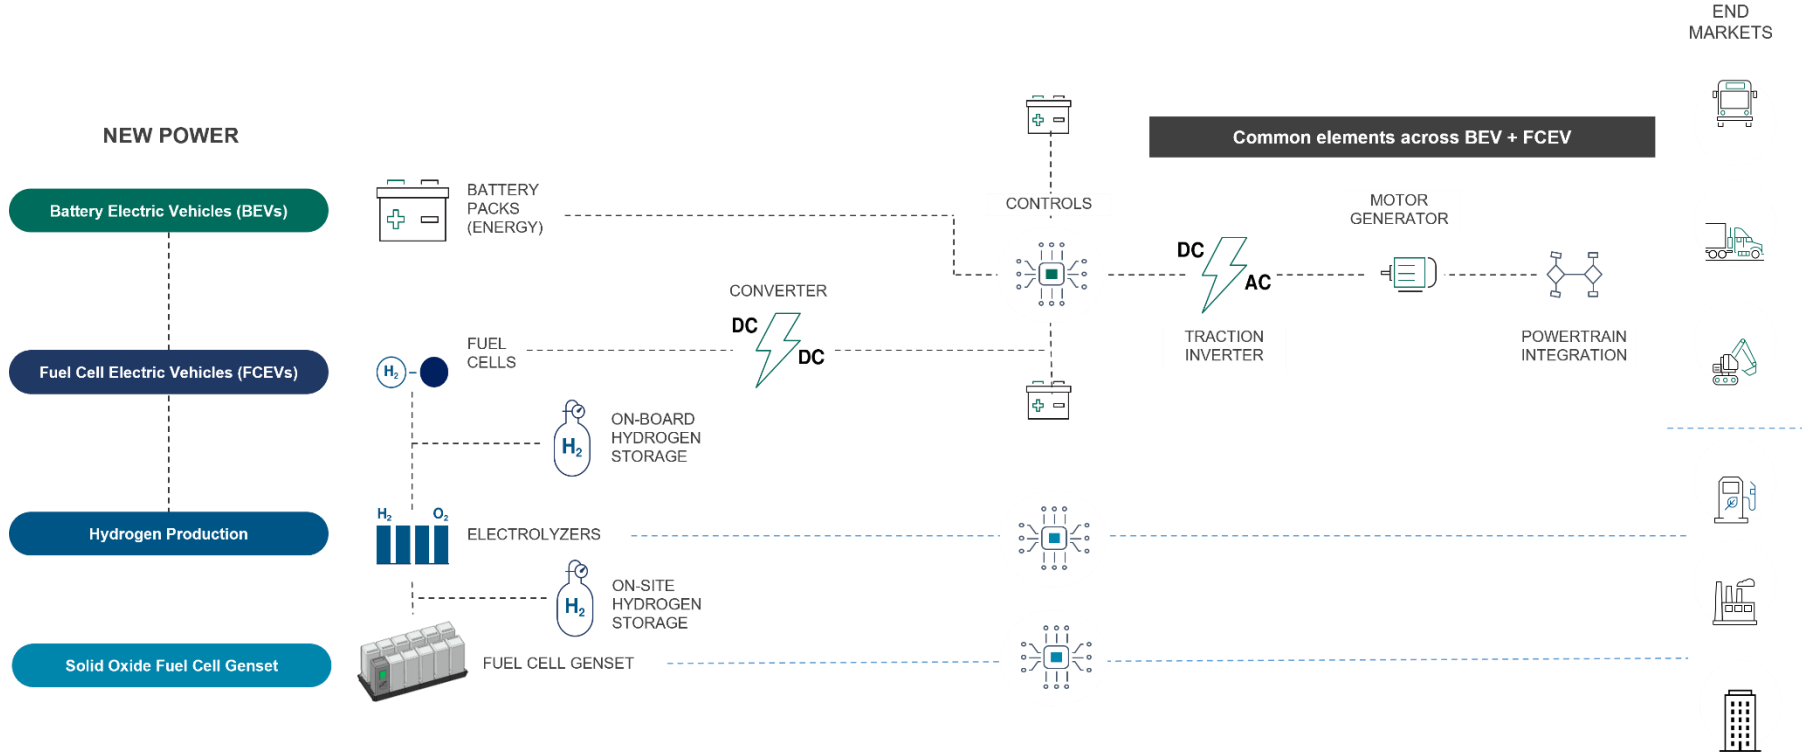 END
MARKETS
NEW POWER
Common elements across BEV + FCEV
Battery Electric Vehicles (BEVs)
BATTERY
PACKS
(ENERGY)
CONTROLS
MOTOR
GENERATOR
DC
AC
TRACTION
INVERTER
POWERTRAIN
INTEGRATION
CONVERTER
DC
DC
Fuel Cell Electric Vehicles (FCEVs)
H₂
FUEL
CELLS
H₂
ON-BOARD
HYDROGEN
STORAGE
Hydrogen Production
H₂
O₂
ELECTROLYZERS
H₂
ON-SITE
HYDROGEN
STORAGE
Solid Oxide Fuel Cell Genset
FUEL CELL GENSET